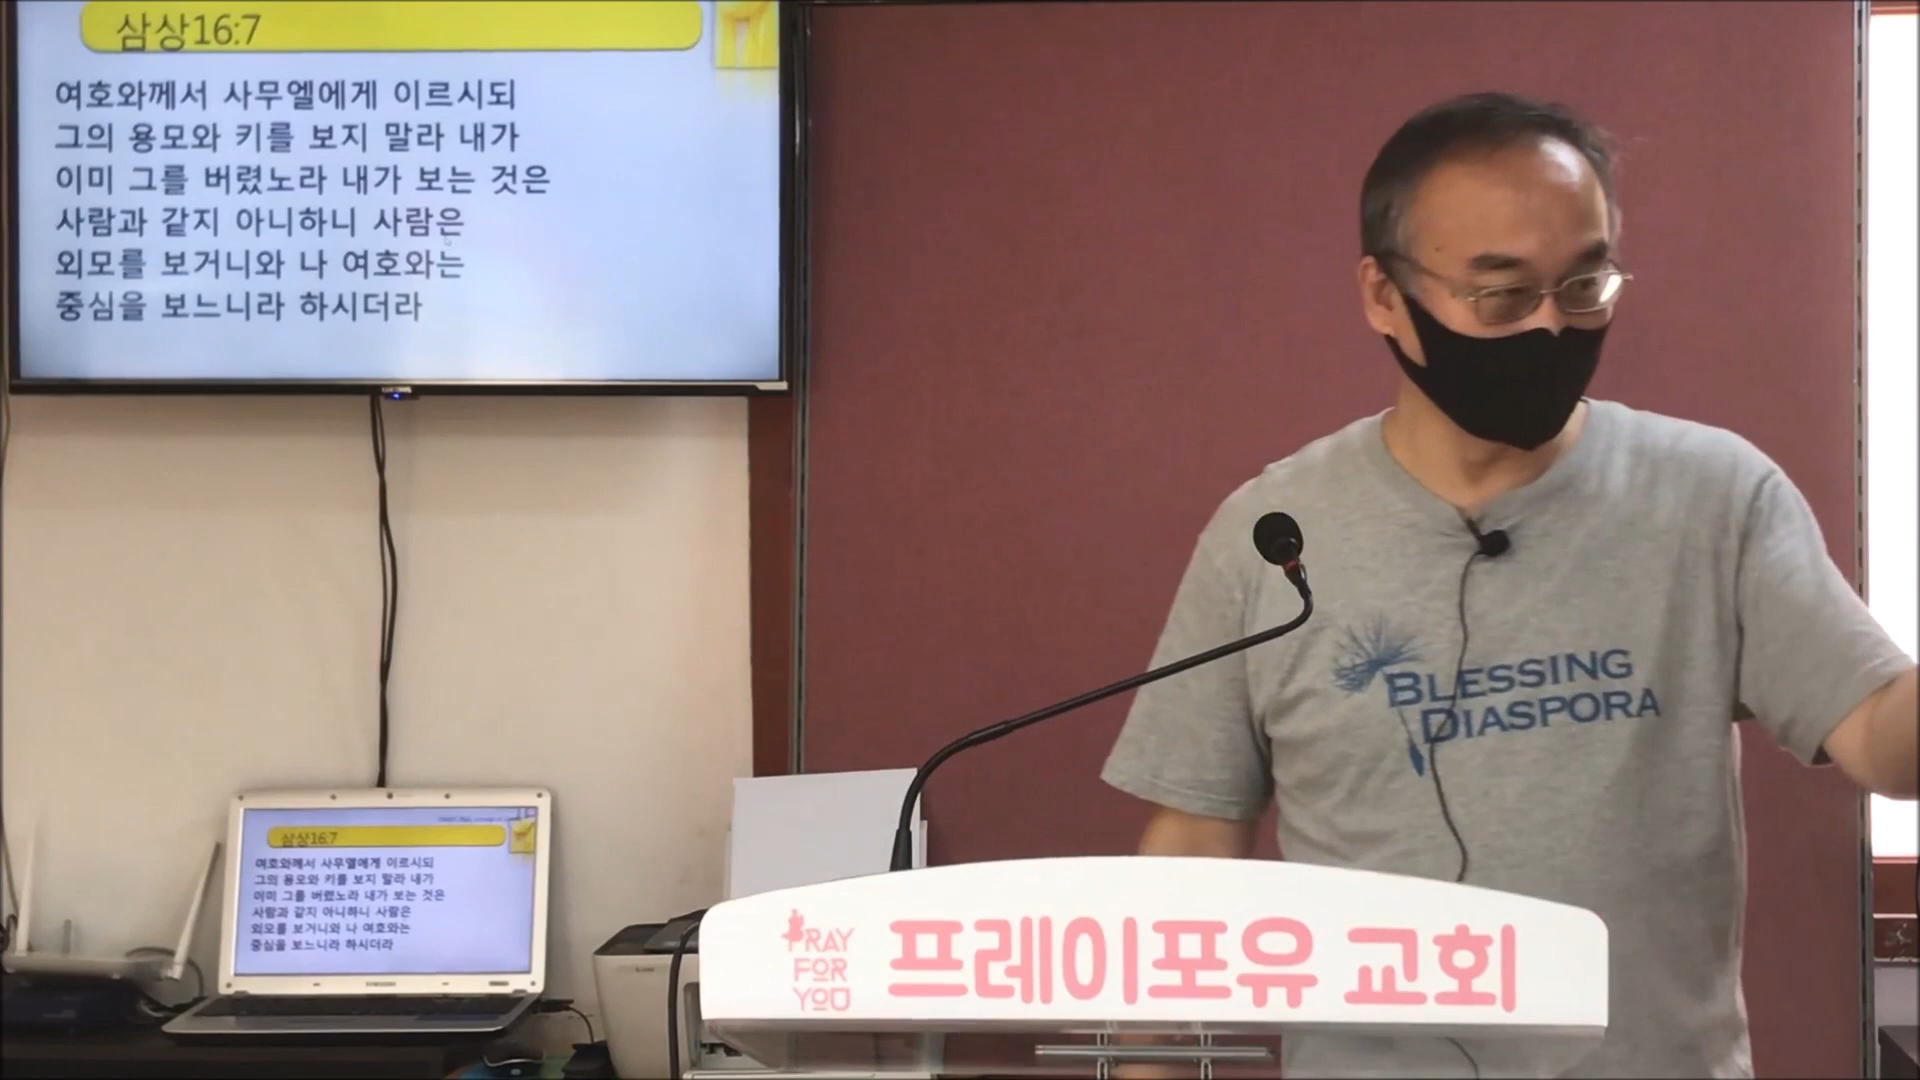 삼상16:7
여호와께서 사무엘에게 이르시되
그의 용모와 키를 보지 말라 내가
이미 그를 버렸노라 내가 보는 것은
사람과 같지 아니하니 사람은
외모를 보거니와 나 여호와는
중심을 보느니라 하시더라
BLESSING
DIASPORA
삼상16:7
여호와께서 사무엘에게 이르시되
그의 용모와 키를 보지 말라 내가
이미 그를 버렸노라 내가 보는 것은
사람과 같지 아니하니 사람은
외모를 보거니와 나 여호와는
중심을 보느니라 하시더라
SAMSUNG
PRAY
FOR
YOU
프레이포유 교회